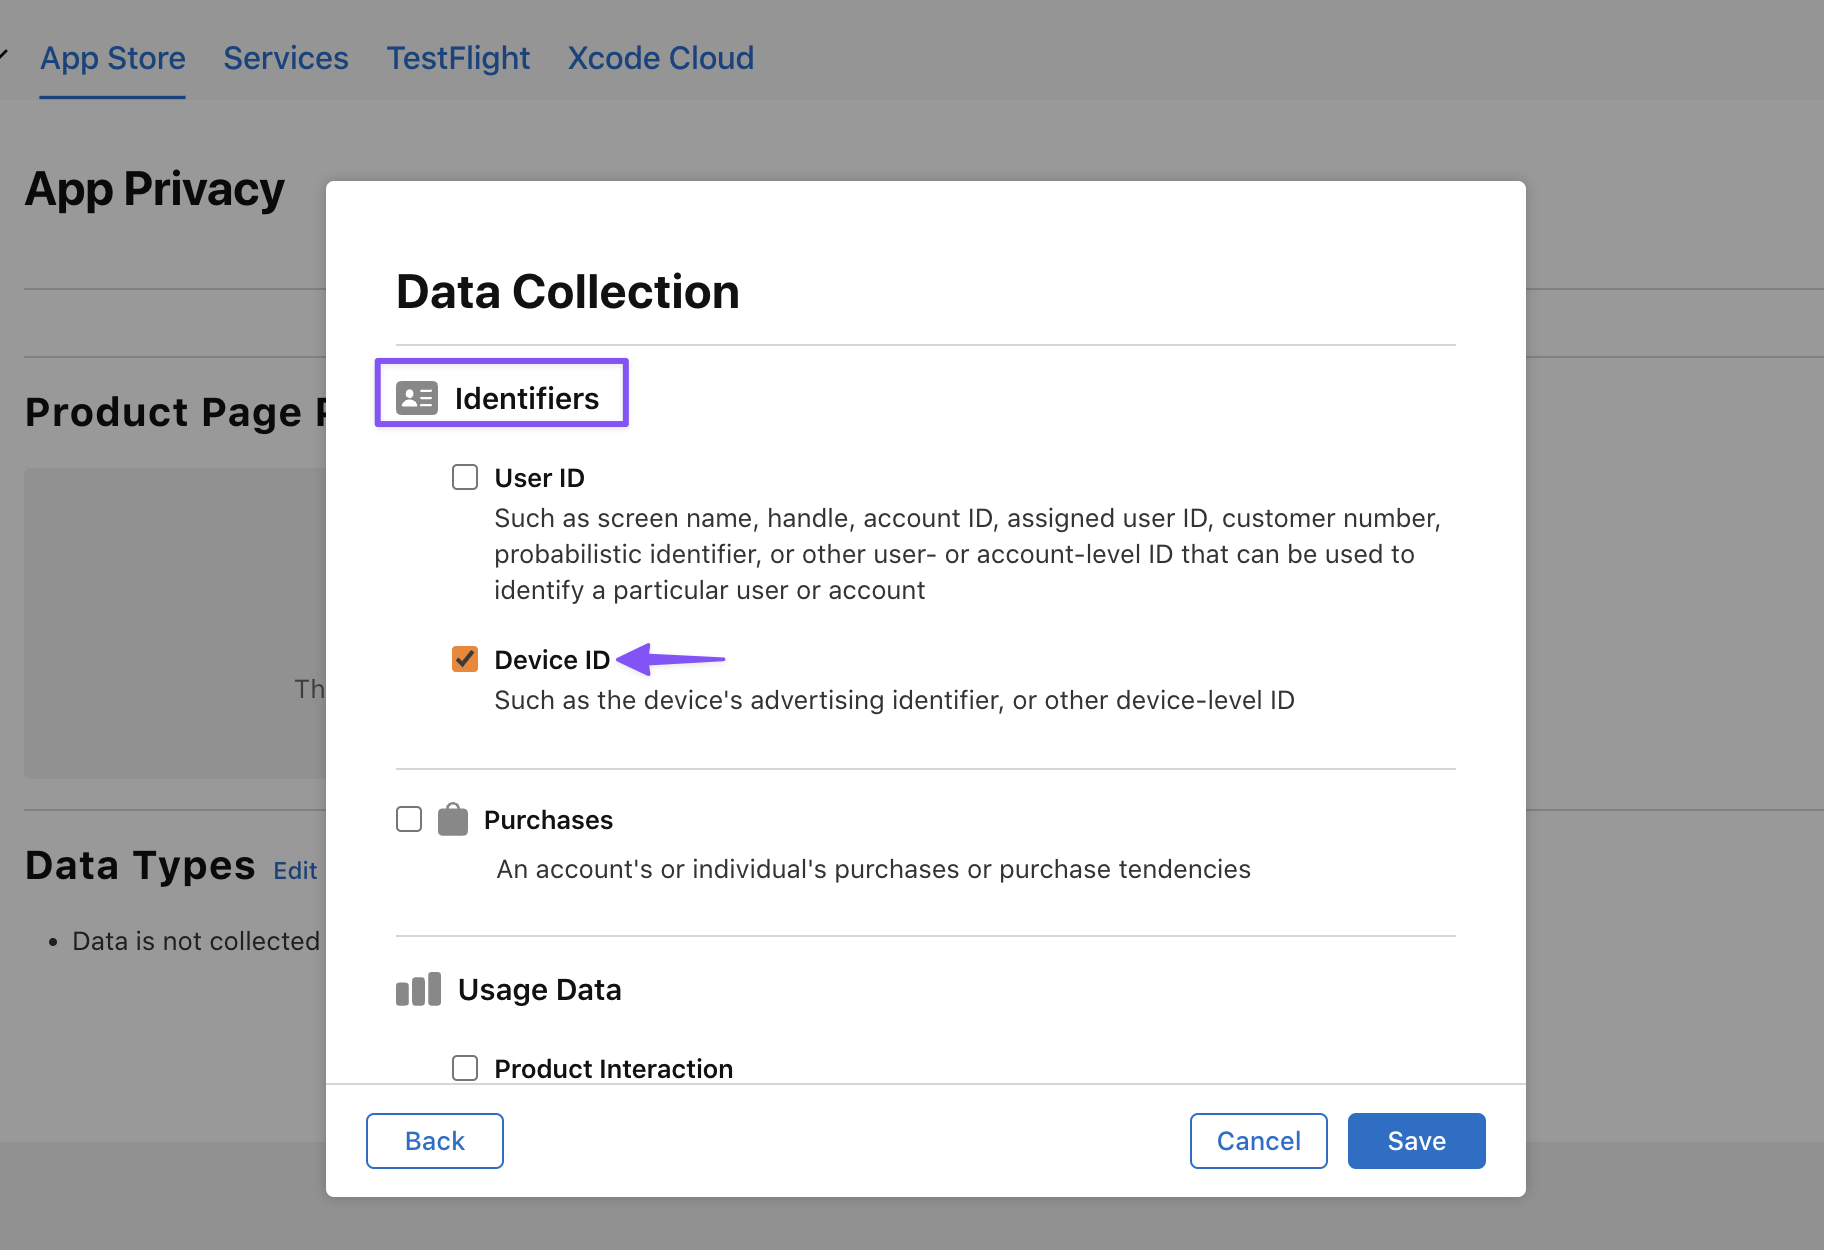 App Store Services TestFlight Xcode Cloud
App Privacy
Data Collection
Identifiers
Product Page
User ID
Such as screen name, handle, account ID, assigned user ID, customer number,
probabilistic identifier, or other user- or account-level ID that can be used to
identify a particular user or account
Device ID
Such as the device's advertising identifier, or other device-level ID
Th
Purchases
An account's or individual's purchases or purchase tendencies
Data Types Edit
Data is not collected
Usage Data
Product Interaction
Back Cancel Save